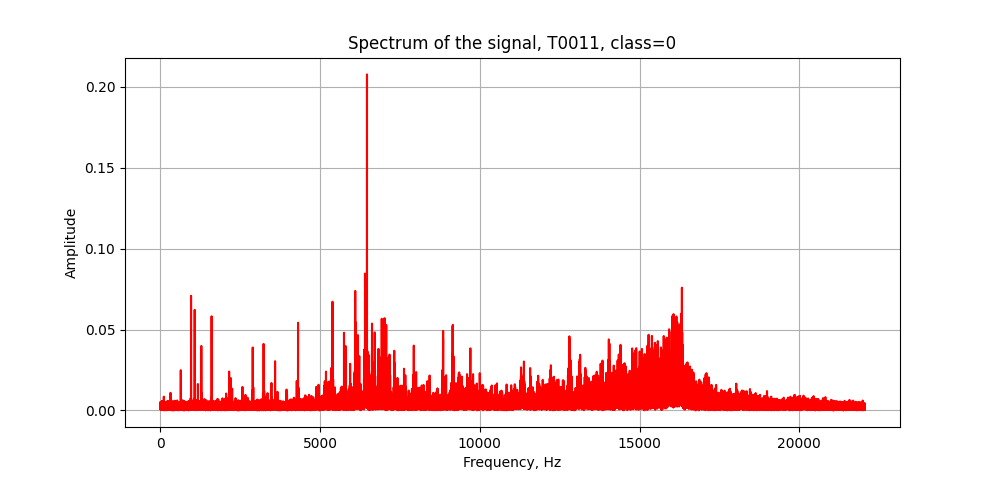 Spectrum of the signal, T0011, class=0
0.20
0.15
0.10
0.05
0.00
Amplitude
0 5000 10000 15000 20000
Frequency, Hz